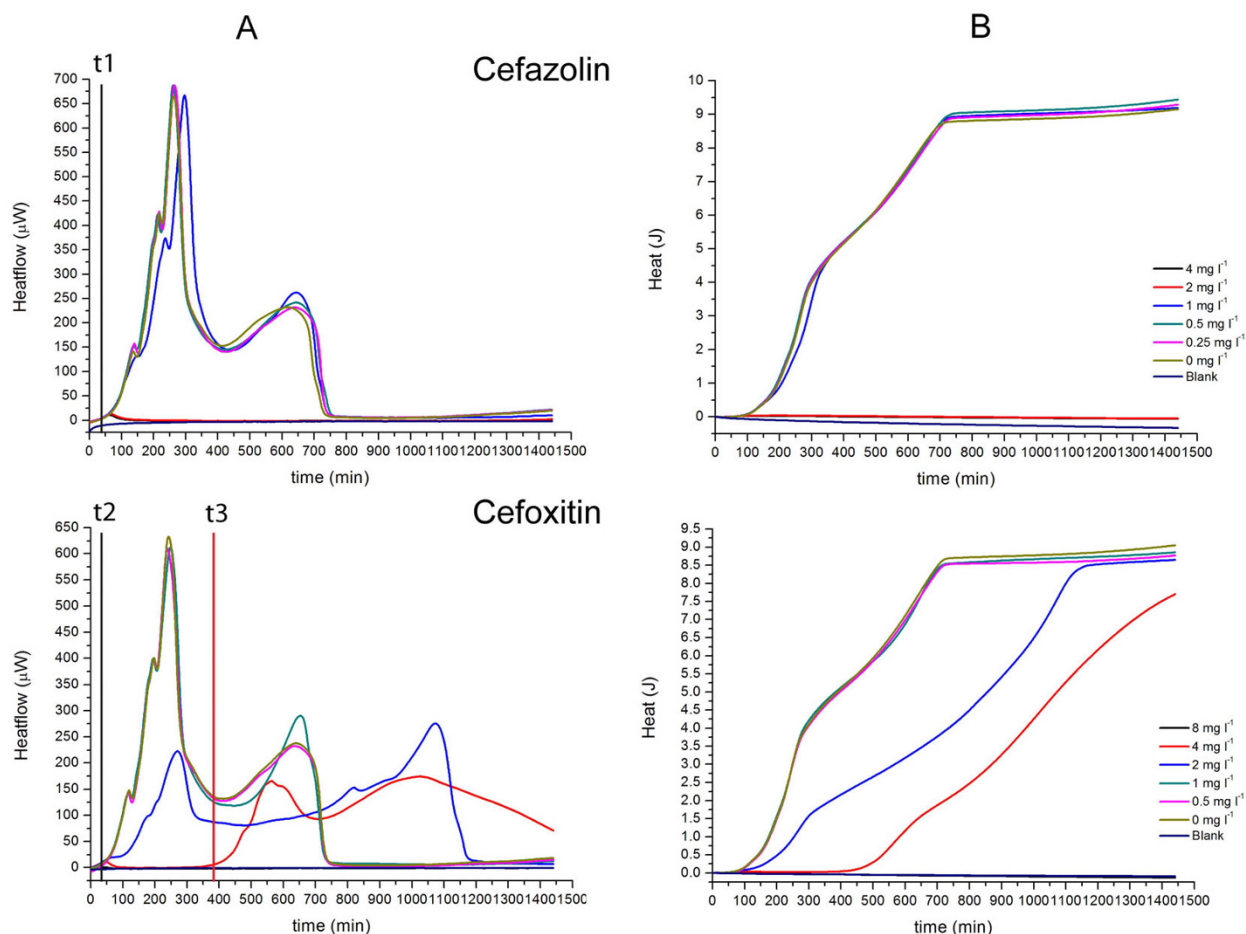 A
B
t1
Cefazolin
700
650
600
550
500
450
400
350
300
250
200
150
100
50
0
Heatflow (μW)
0 100 200 300 400 500 600 700 800 900 1000 1100 1200 1300 1400 1500
time (min)
10
9
8
7
6
5
4
3
2
1
0
Heat (J)
4 mg l⁻¹
2 mg l⁻¹
1 mg l⁻¹
0.5 mg l⁻¹
0.25 mg l⁻¹
0 mg l⁻¹
Blank
0 100 200 300 400 500 600 700 800 900 1000 1100 1200 1300 1400 1500
time (min)
t2
t3
Cefoxitin
650
600
550
500
450
400
350
300
250
200
150
100
50
0
Heatflow (μW)
0 100 200 300 400 500 600 700 800 900 1000 1100 1200 1300 1400 1500
time (min)
9.5
9.0
8.5
8.0
7.5
7.0
6.5
6.0
5.5
5.0
4.5
4.0
3.5
3.0
2.5
2.0
1.5
1.0
0.5
0.0
Heat (J)
8 mg l⁻¹
4 mg l⁻¹
2 mg l⁻¹
1 mg l⁻¹
0.5 mg l⁻¹
0 mg l⁻¹
Blank
0 100 200 300 400 500 600 700 800 900 1000 1100 1200 1300 1400 1500
time (min)